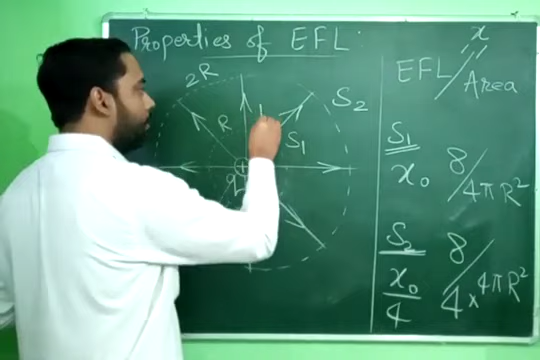 Properties of EFL:
2R
R
S2
S1
+
q
x
EFL/Area
S1
x0
8/4πR²
S2
x0/4
8/4×4πR²